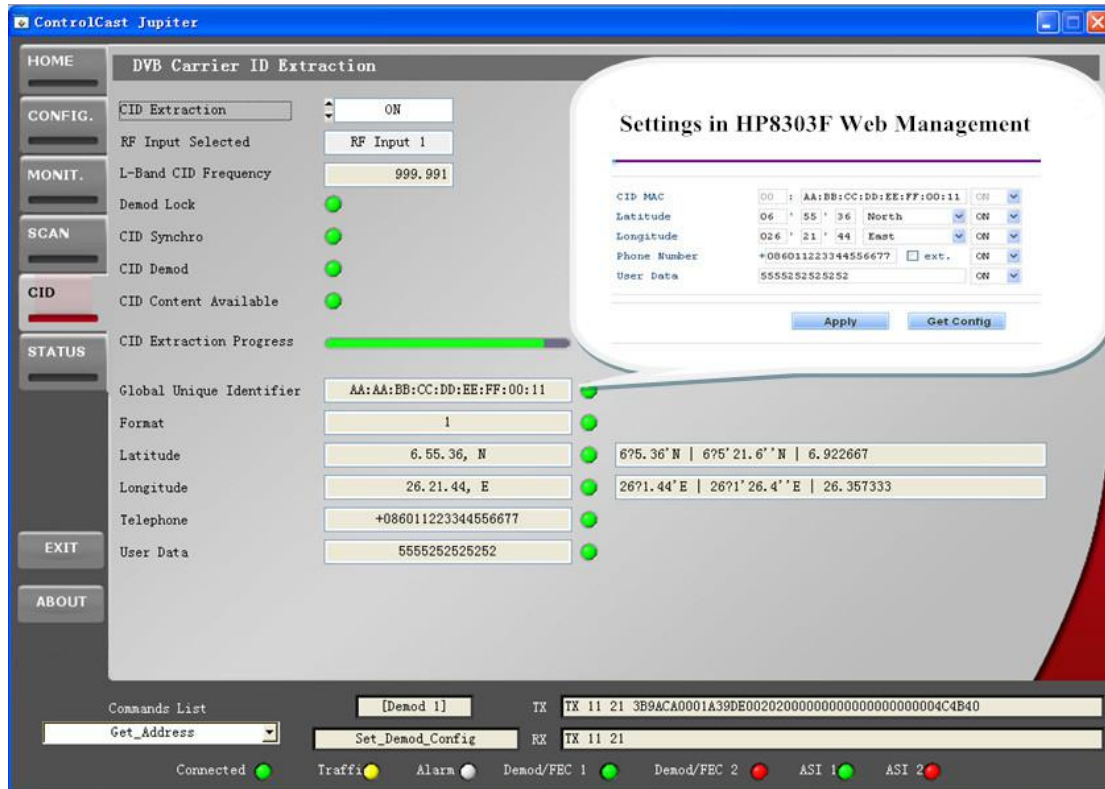 ControlCast Jupiter
HOME
CONFIG.
MONIT.
SCAN
CID
STATUS
EXIT
ABOUT
DVB Carrier ID Extraction
CID Extraction ON
RF Input Selected RF Input 1
L-Band CID Frequency 999.991
Demod Lock
CID Synchro
CID Demod
CID Content Available
CID Extraction Progress
Settings in HP8303F Web Management
CID MAC 00 : AA:BB:CC:DD:EE:FF:00:11 ON
Latitude 06 ' 55 ' 36 North ON
Longitude 026 ' 21 ' 44 East ON
Phone Number +086011223344556677 ext. ON
User Data 5555252525252 ON
Apply Get Config
Global Unique Identifier AA:AA:BB:CC:DD:EE:FF:00:11
Format 1
Latitude 6.55.36, N 6?5.36'N | 6?5'21.6''N | 6.922667
Longitude 26.21.44, E 26?1.44'E | 26?1'26.4''E | 26.357333
Telephone +086011223344556677
User Data 5555252525252
Commands List [Demod 1] TX TX 11 21
Get_Address Set_Demod_Config RX TX 11 21
Connected Traffi Alarm Demod/FEC 1 Demod/FEC 2 ASI 1 ASI 2